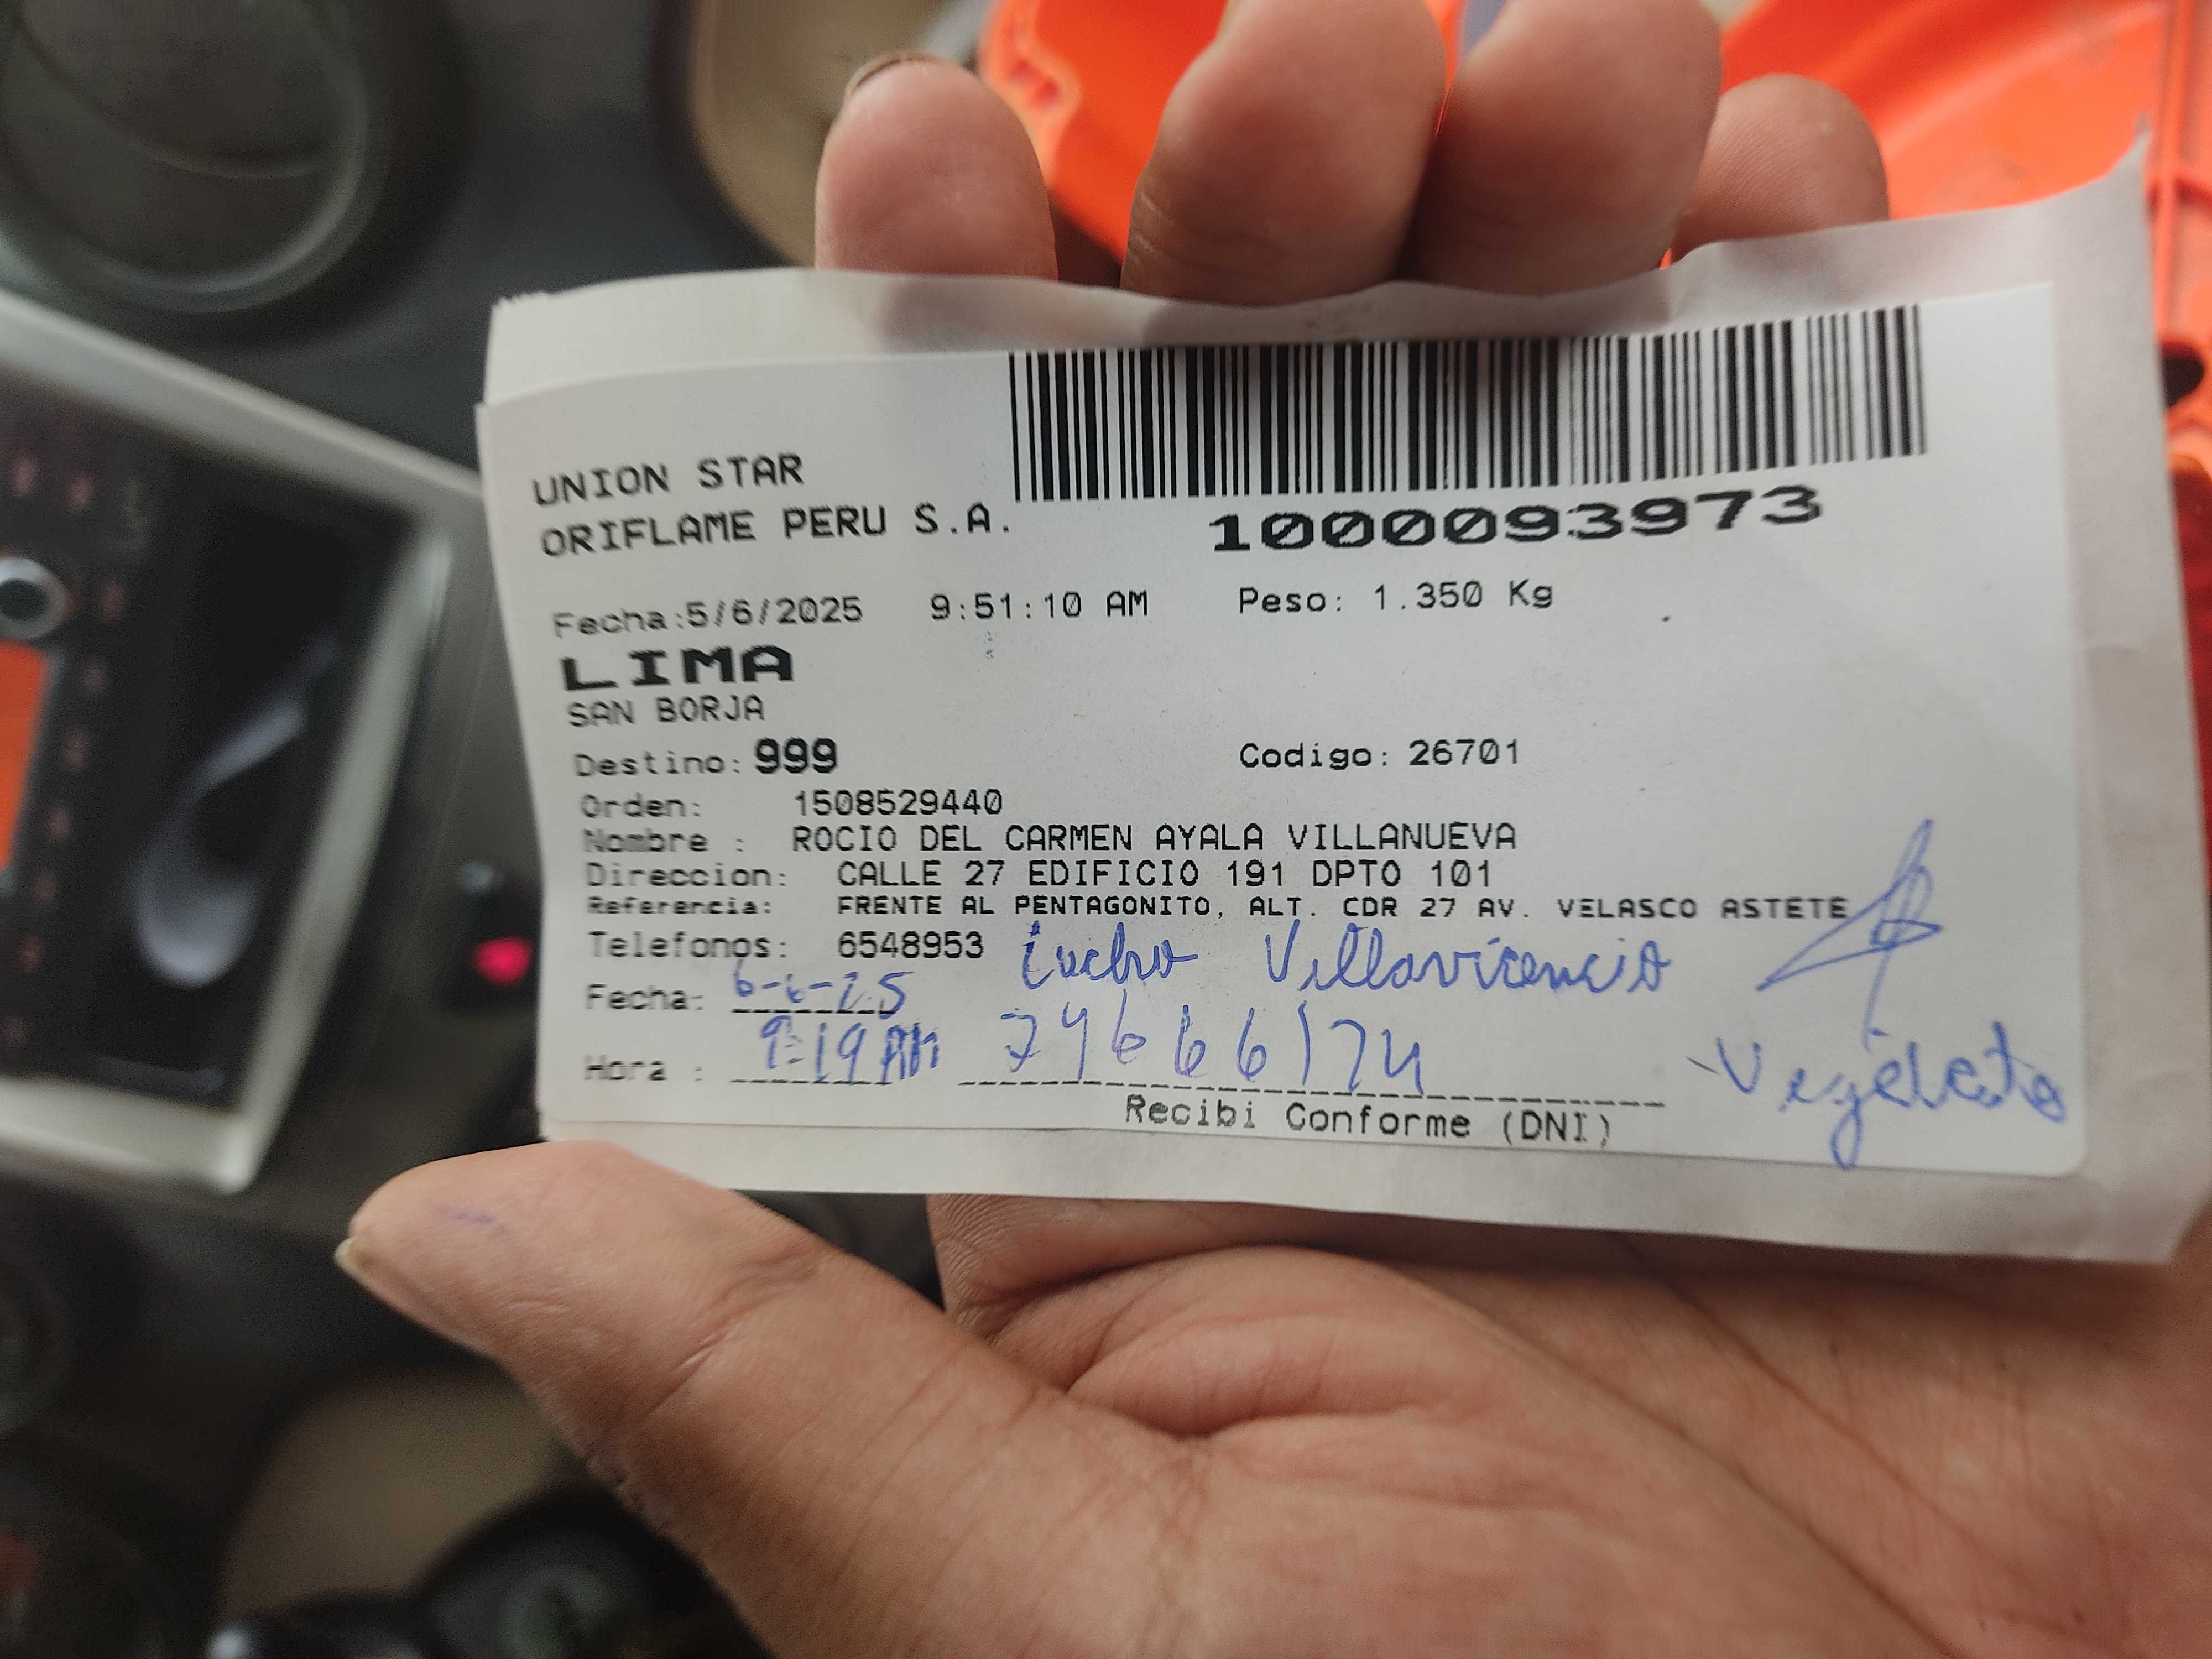 UNION STAR
ORIFLAME PERU S.A.
1000093973
Fecha:5/6/2025 9:51:10 AM Peso: 1.350 Kg
LIMA
SAN BORJA
Destino: 999 Codigo: 26701
Orden: 1508529440
Nombre : ROCIO DEL CARMEN AYALA VILLANUEVA
Direccion: CALLE 27 EDIFICIO 191 DPTO 101
Referencia: FRENTE AL PENTAGONITO, ALT. CDR 27 AV. VELASCO ASTETE
Telefonos: 6548953 Lucho Villavicencio
Fecha: 6-6-25
Hora : 9:19 AM 74666174
Recibi Conforme (DNI)